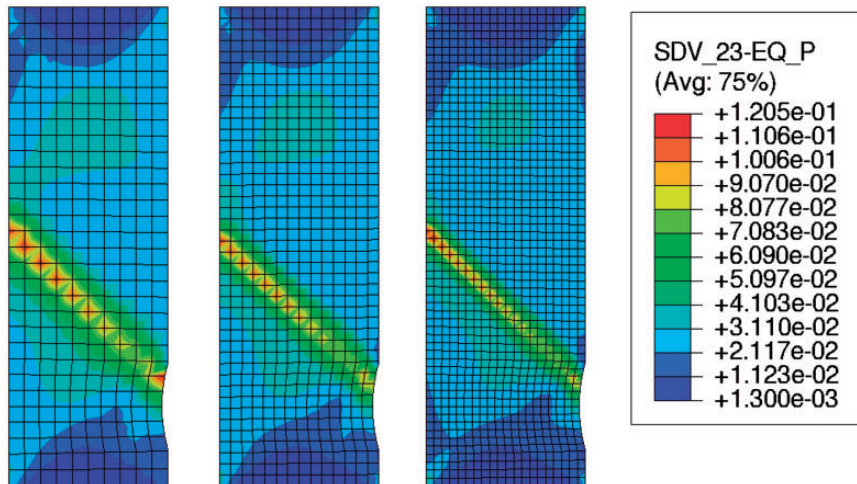 SDV_23-EQ_P
(Avg: 75%)
+1.205e-01
+1.106e-01
+1.006e-01
+9.070e-02
+8.077e-02
+7.083e-02
+6.090e-02
+5.097e-02
+4.103e-02
+3.110e-02
+2.117e-02
+1.123e-02
+1.300e-03